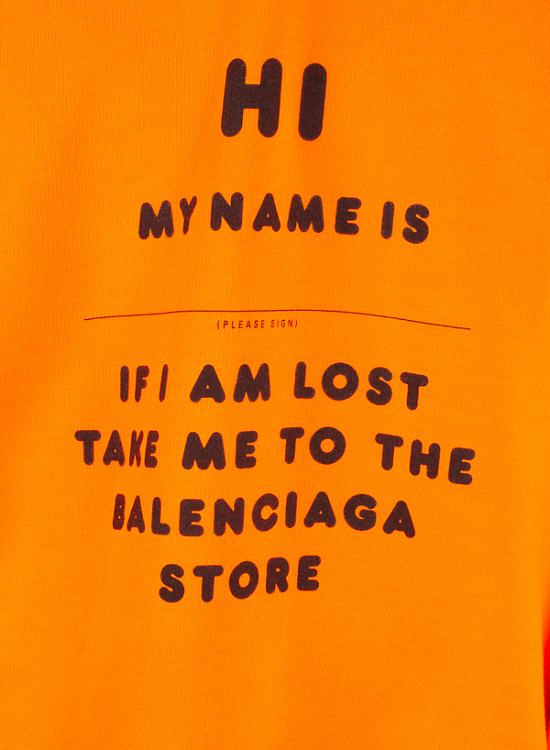 HI
MY NAME IS
(PLEASE SIGN)
IF I AM LOST
TAKE ME TO THE
BALENCIAGA
STORE